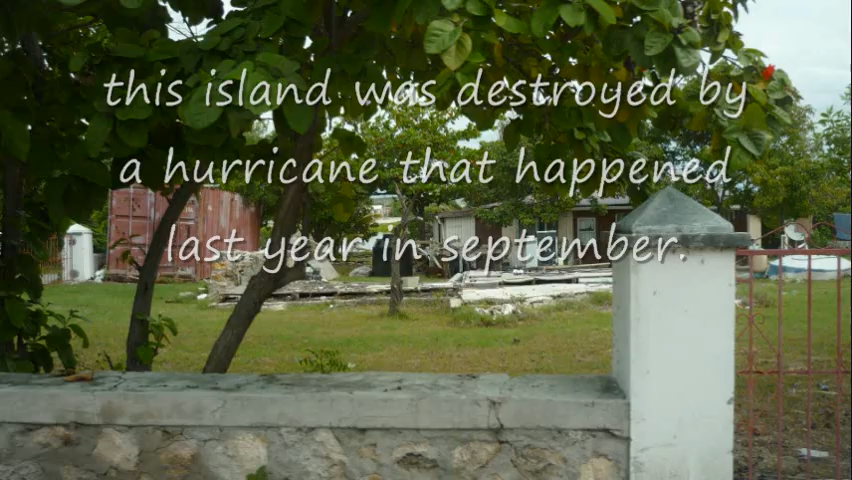 this island was destroyed by
a hurricane that happened
last year in september.